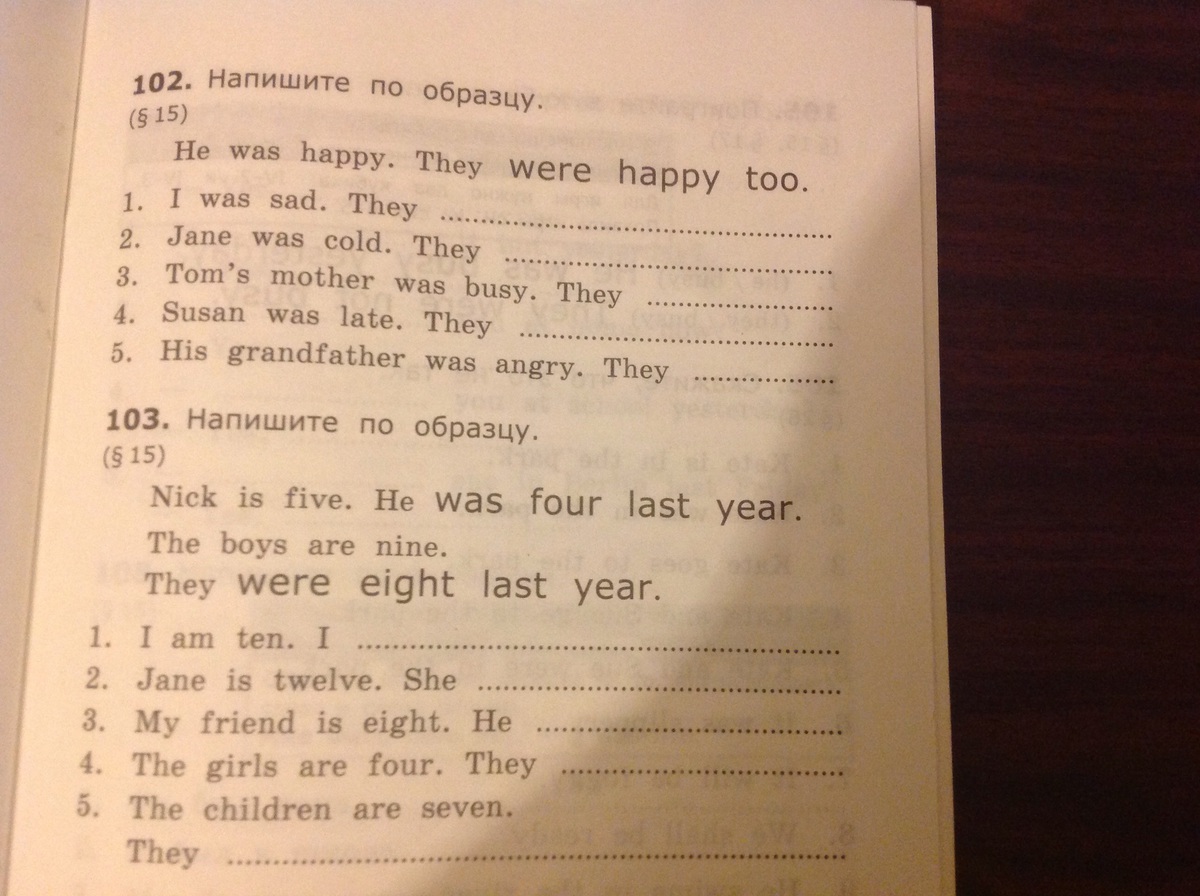 102. Напишите по образцу.
(§ 15)
He was happy. They were happy too.
1. I was sad. They ........................................
2. Jane was cold. They ........................................
3. Tom's mother was busy. They ........................................
4. Susan was late. They ........................................
5. His grandfather was angry. They ........................................
103. Напишите по образцу.
(§ 15)
Nick is five. He was four last year.
The boys are nine.
They were eight last year.
1. I am ten. I ........................................
2. Jane is twelve. She ........................................
3. My friend is eight. He ........................................
4. The girls are four. They ........................................
5. The children are seven.
They ........................................